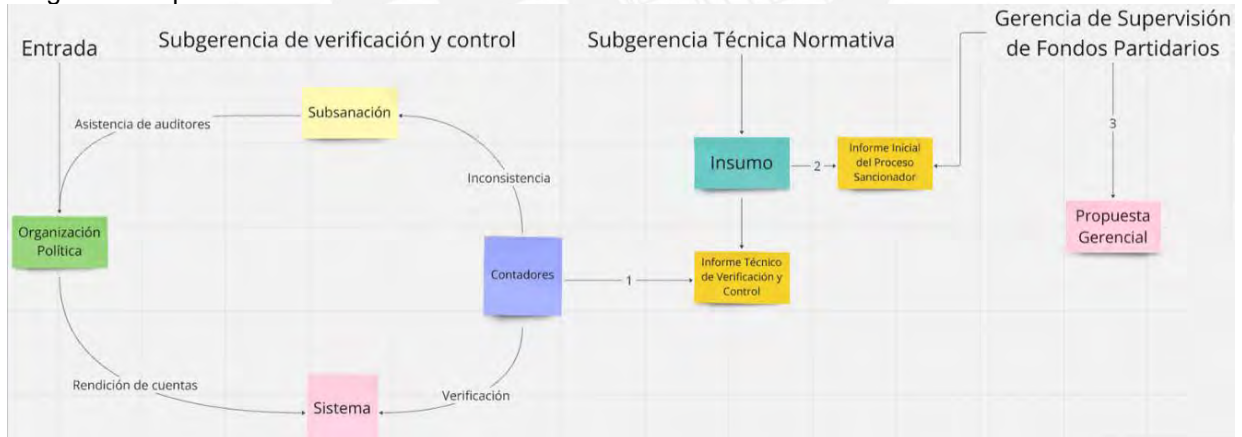 Entrada
Subgerencia de verificación y control
Subgerencia Técnica Normativa
Gerencia de Supervisión
de Fondos Partidarios
Asistencia de auditores
Subsanación
Inconsistencia
Organización
Política
Contadores
Rendición de cuentas
Sistema
Verificación
1
Insumo
2
Informe Inicial
del Proceso
Sancionador
Informe Técnico
de Verificación y
Control
3
Propuesta
Gerencial